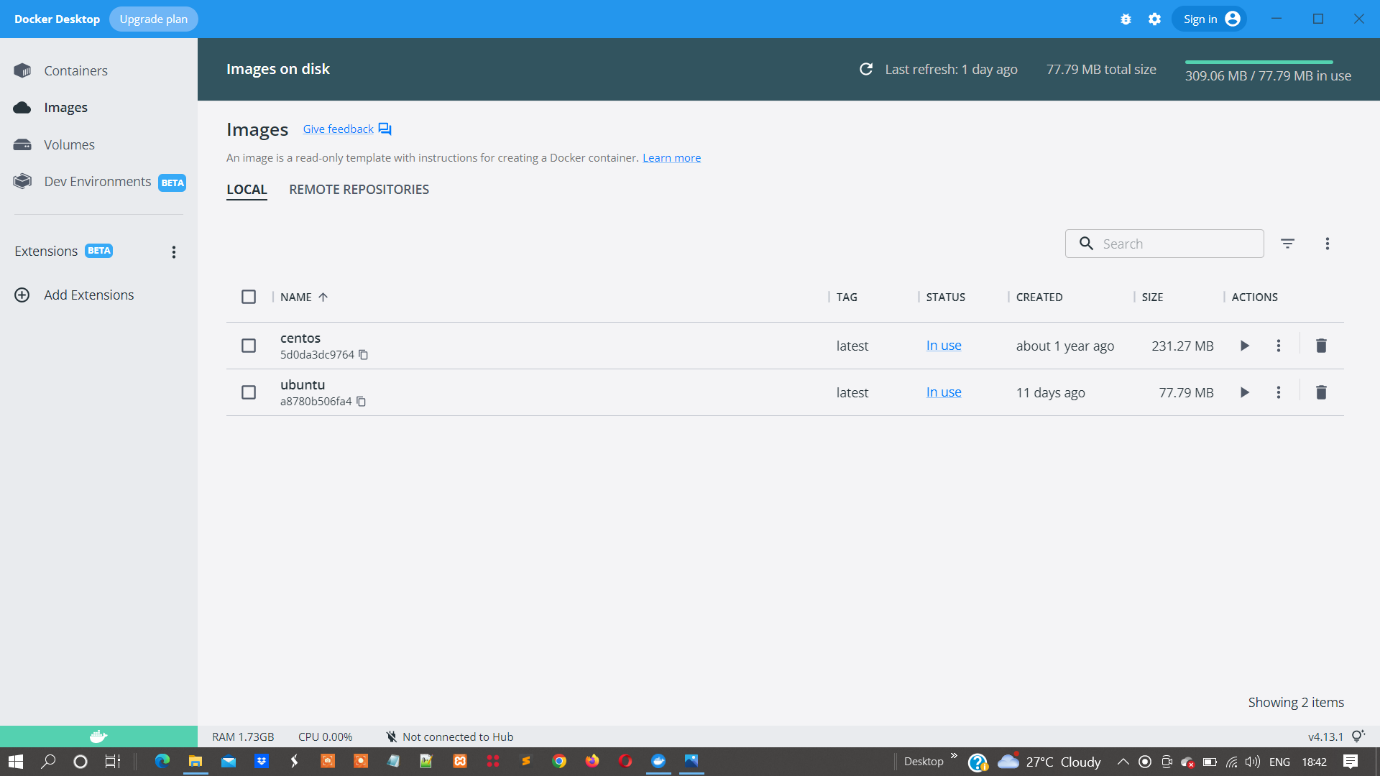 Docker Desktop Upgrade plan Sign in
Containers
Images
Volumes
Dev Environments BETA
Extensions BETA
Add Extensions
Images on disk Last refresh: 1 day ago 77.79 MB total size 309.06 MB / 77.79 MB in use
Images Give feedback
An image is a read-only template with instructions for creating a Docker container. Learn more
LOCAL REMOTE REPOSITORIES
Search
NAME TAG STATUS CREATED SIZE ACTIONS
centos latest In use about 1 year ago 231.27 MB
5d0da3dc9764
ubuntu latest In use 11 days ago 77.79 MB
a8780b506fa4
Showing 2 items
RAM 1.73GB CPU 0.00% Not connected to Hub v4.13.1
Desktop 27°C Cloudy ENG 18:42